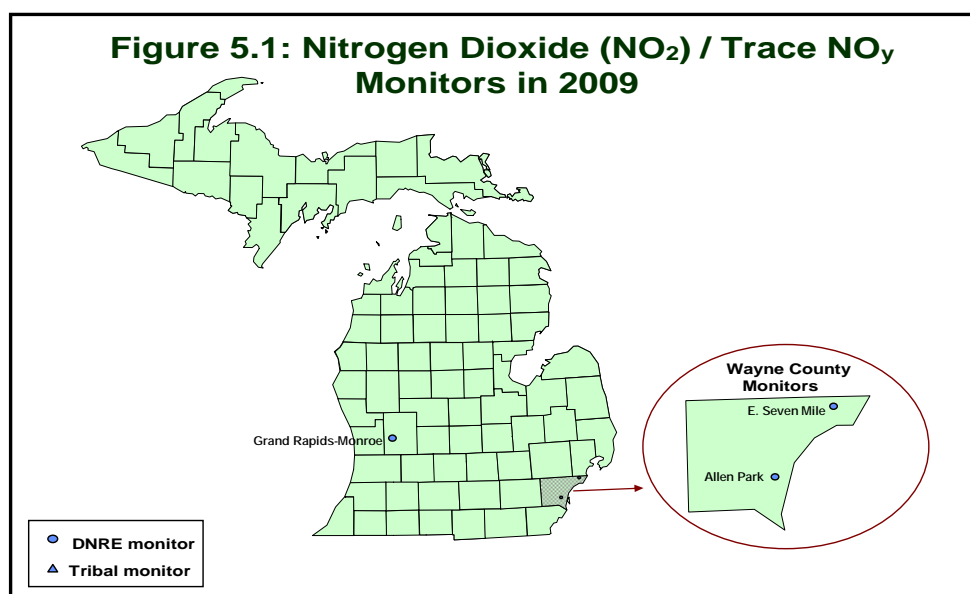 Figure 5.1: Nitrogen Dioxide (NO₂) / Trace NOy
Monitors in 2009
Wayne County
Monitors
E. Seven Mile
Grand Rapids-Monroe
Allen Park
DNRE monitor
Tribal monitor